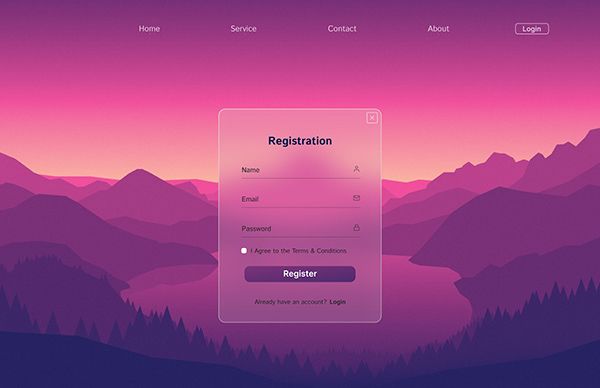 Home Service Contact About Login
Registration
Name
Email
Password
I Agree to the Terms & Conditions
Register
Already have an account? Login